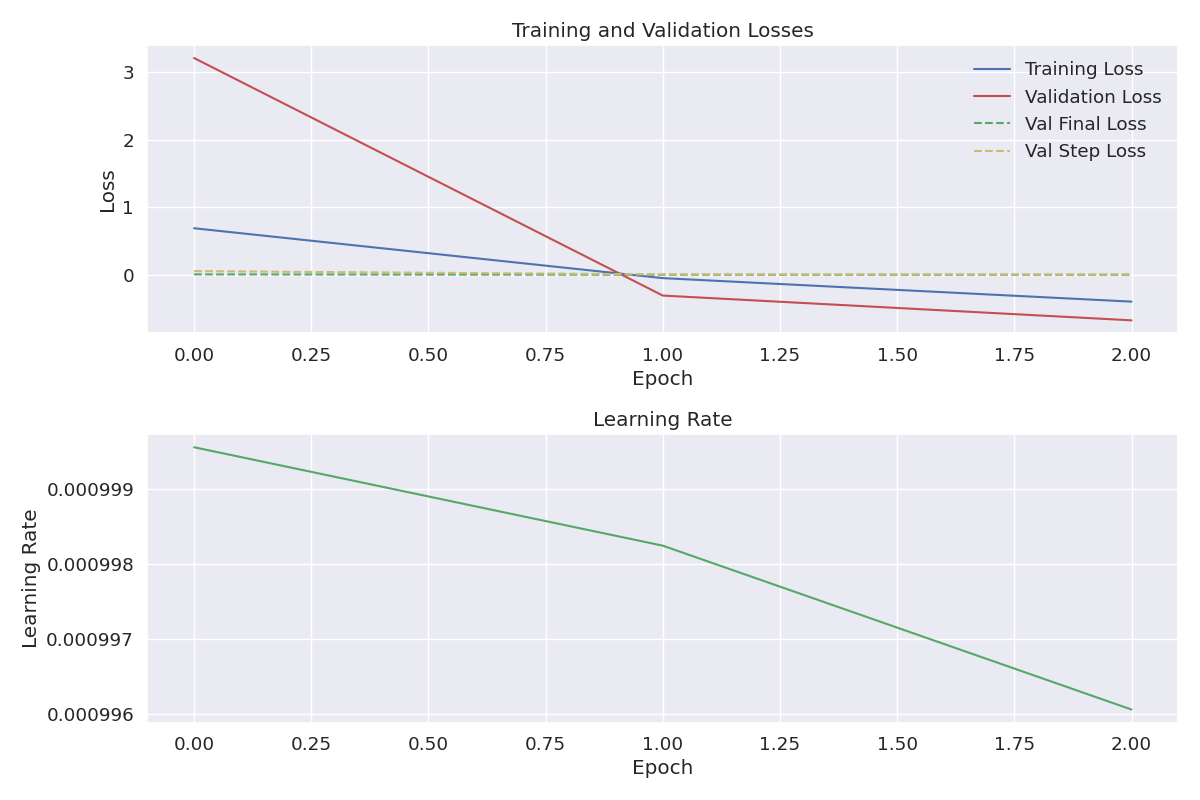 Training and Validation Losses
Loss
3
2
1
0
Training Loss
Validation Loss
Val Final Loss
Val Step Loss
0.00 0.25 0.50 0.75 1.00 1.25 1.50 1.75 2.00
Epoch
Learning Rate
Learning Rate
0.000999
0.000998
0.000997
0.000996
0.00 0.25 0.50 0.75 1.00 1.25 1.50 1.75 2.00
Epoch